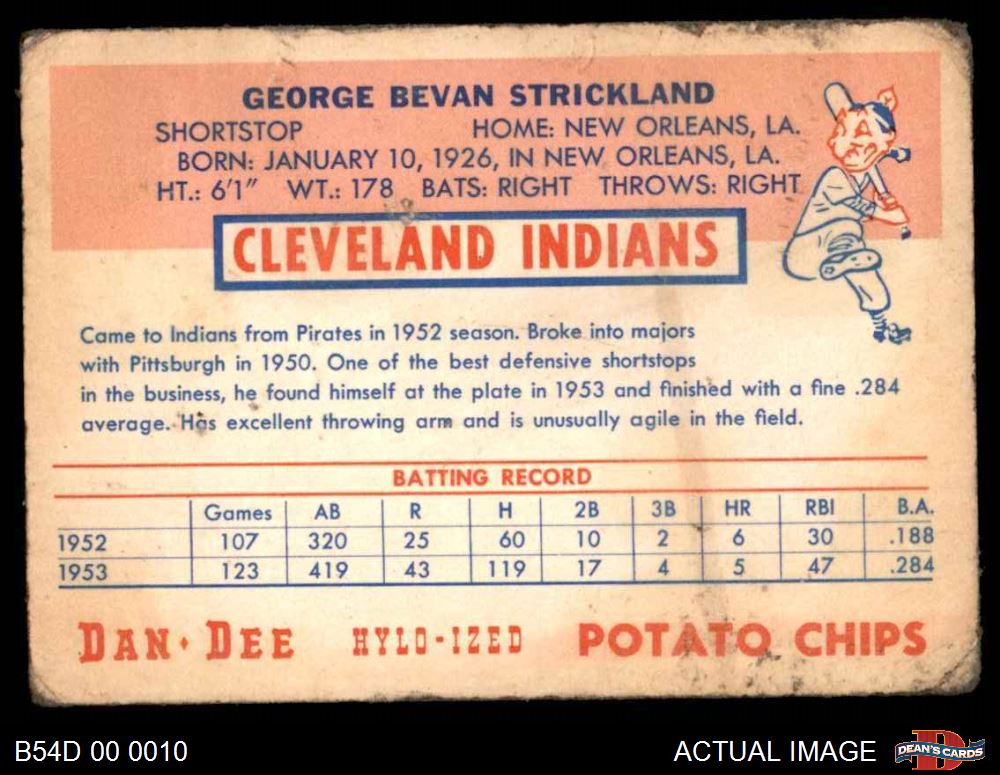 GEORGE BEVAN STRICKLAND
SHORTSTOP HOME: NEW ORLEANS, LA.
BORN: JANUARY 10, 1926, IN NEW ORLEANS, LA.
HT.: 6'1" WT.: 178 BATS: RIGHT THROWS: RIGHT
CLEVELAND INDIANS
Came to Indians from Pirates in 1952 season. Broke into majors
with Pittsburgh in 1950. One of the best defensive shortstops
in the business, he found himself at the plate in 1953 and finished with a fine .284
average. Has excellent throwing arm and is unusually agile in the field.
BATTING RECORD
Games AB R H 2B 3B HR RBI B.A.
1952 107 320 25 60 10 2 6 30 .188
1953 123 419 43 119 17 4 5 47 .284
DAN·DEE HYLO-IZED POTATO CHIPS
B54D 00 0010 ACTUAL IMAGE D DEAN'S CARDS